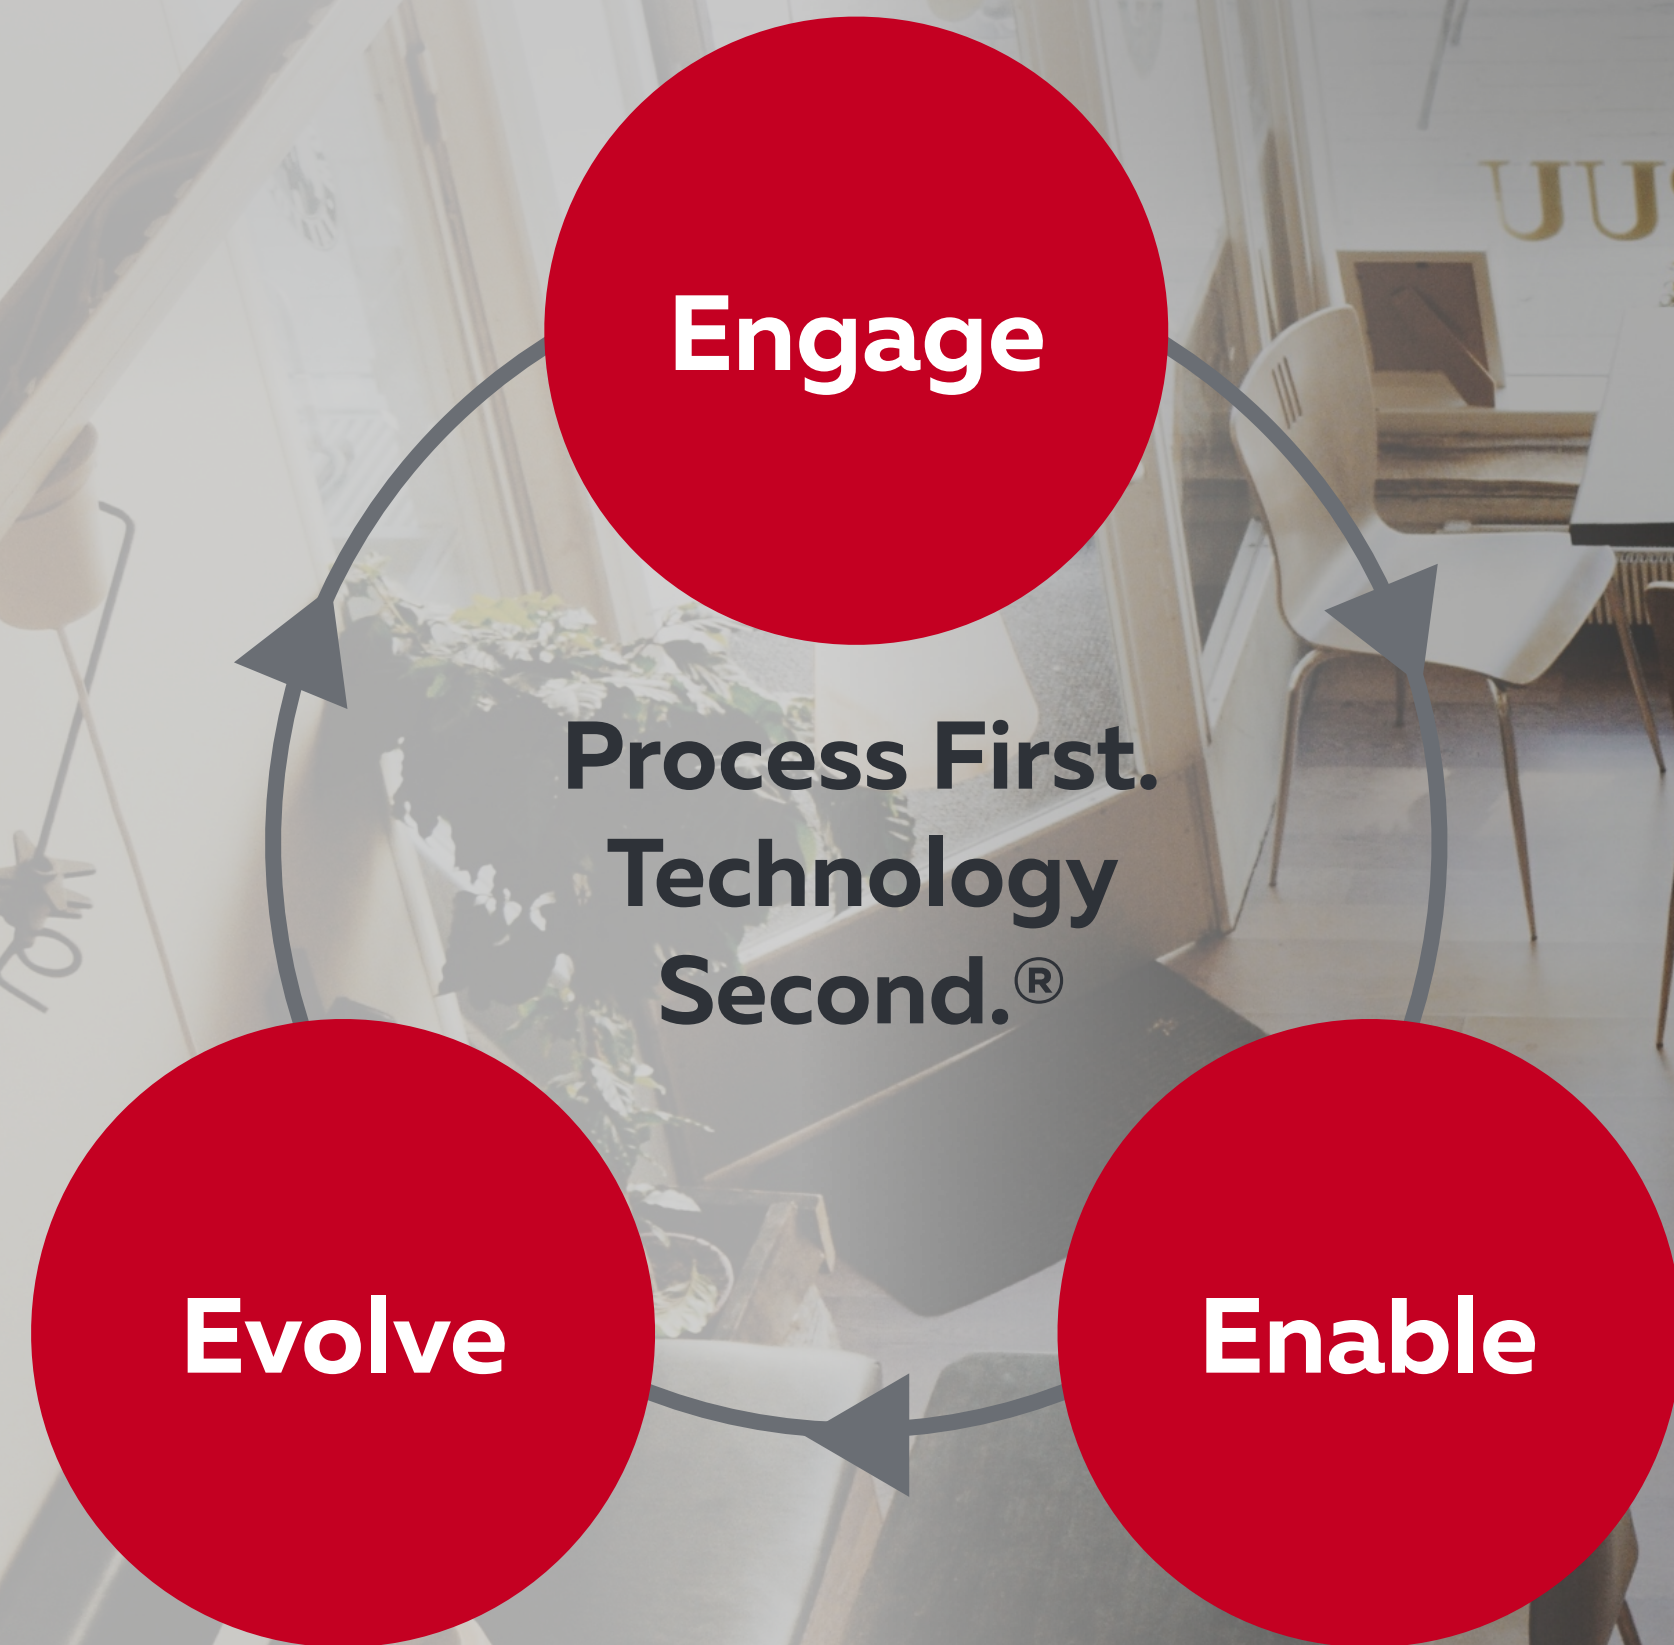 Engage
Process First.
Technology
Second.®
Evolve
Enable